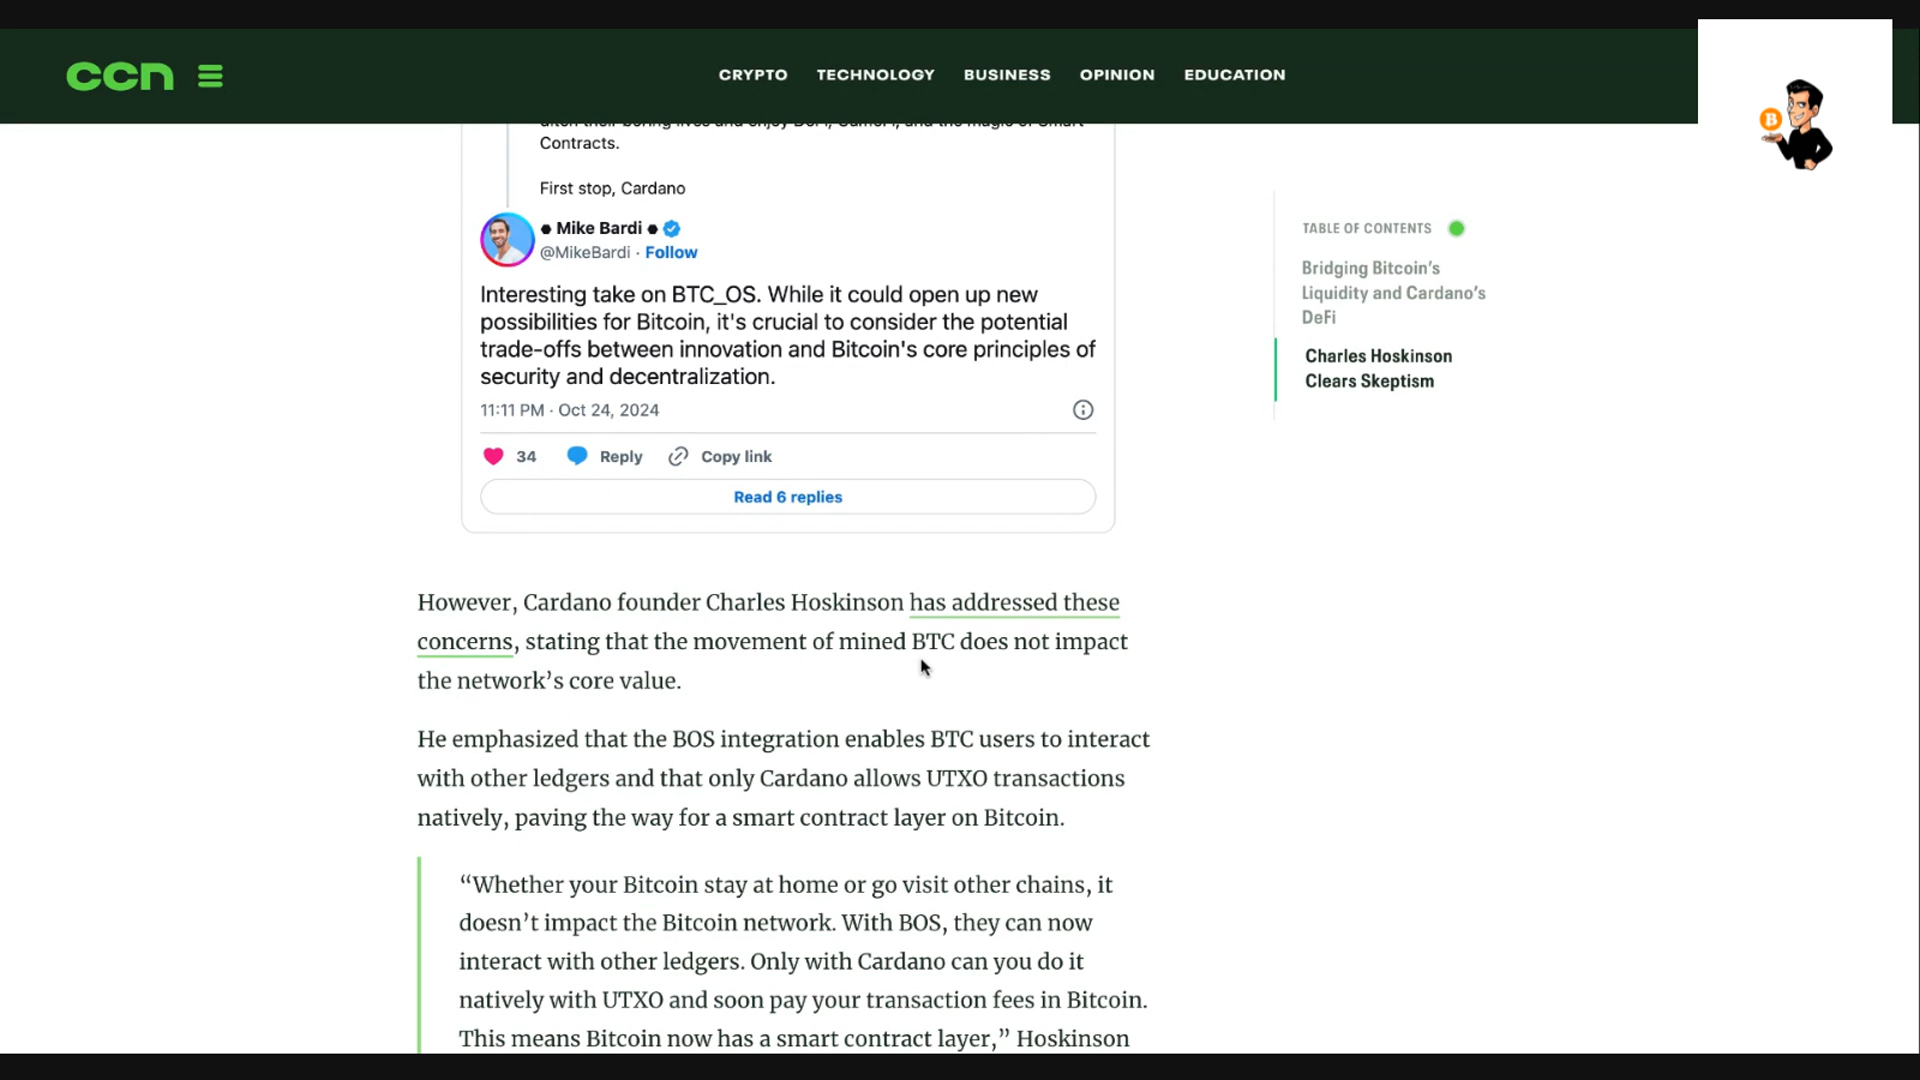 ccn
CRYPTO TECHNOLOGY BUSINESS OPINION EDUCATION
Contracts.
First stop, Cardano
Mike Bardi
@MikeBardi · Follow
Interesting take on BTC_OS. While it could open up new
possibilities for Bitcoin, it's crucial to consider the potential
trade-offs between innovation and Bitcoin's core principles of
security and decentralization.
11:11 PM · Oct 24, 2024
34 Reply Copy link
Read 6 replies
However, Cardano founder Charles Hoskinson has addressed these
concerns, stating that the movement of mined BTC does not impact
the network’s core value.
He emphasized that the BOS integration enables BTC users to interact
with other ledgers and that only Cardano allows UTXO transactions
natively, paving the way for a smart contract layer on Bitcoin.
“Whether your Bitcoin stay at home or go visit other chains, it
doesn’t impact the Bitcoin network. With BOS, they can now
interact with other ledgers. Only with Cardano can you do it
natively with UTXO and soon pay your transaction fees in Bitcoin.
This means Bitcoin now has a smart contract layer,” Hoskinson
TABLE OF CONTENTS
Bridging Bitcoin’s
Liquidity and Cardano’s
DeFi
Charles Hoskinson
Clears Skeptism